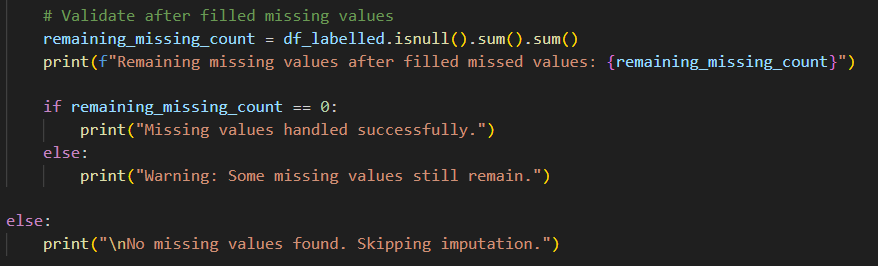 # Validate after filled missing values
remaining_missing_count = df_labelled.isnull().sum().sum()
print(f"Remaining missing values after filled missed values: {remaining_missing_count}")
if remaining_missing_count == 0:
print("Missing values handled successfully.")
else:
print("Warning: Some missing values still remain.")
else:
print("\nNo missing values found. Skipping imputation.")